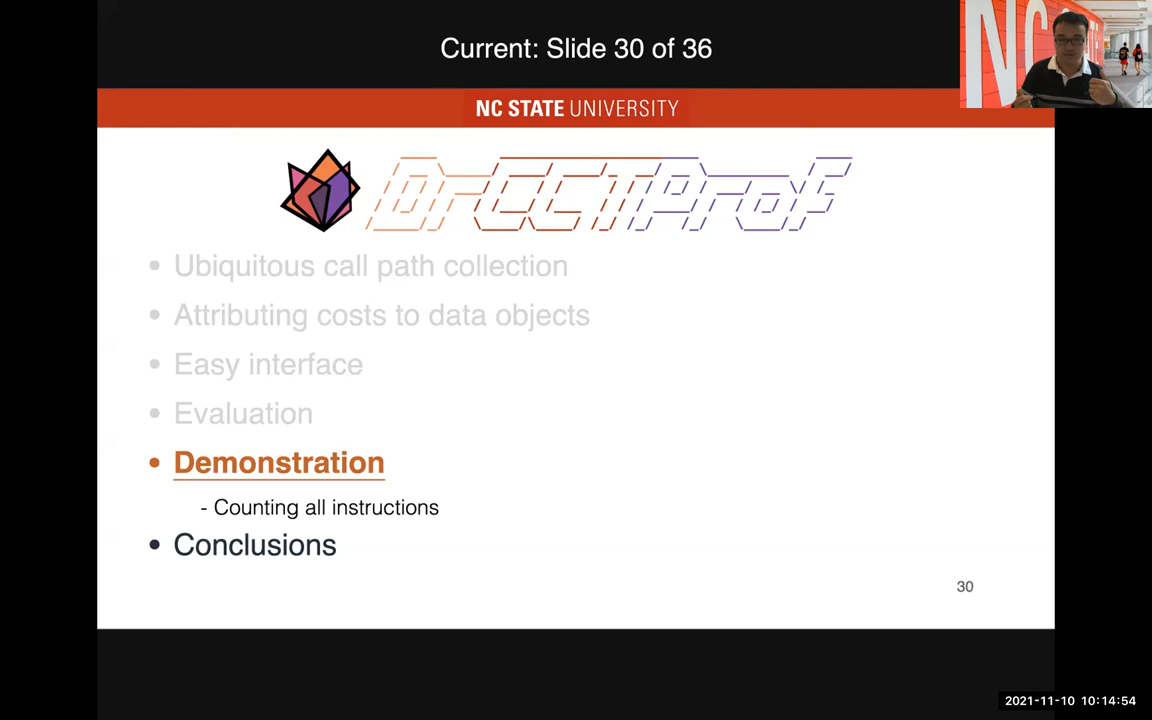 Current: Slide 30 of 36
NC STATE UNIVERSITY
DrCCTProf
• Ubiquitous call path collection
• Attributing costs to data objects
• Easy interface
• Evaluation
• Demonstration
- Counting all instructions
• Conclusions
30
2021-11-10 10:14:54